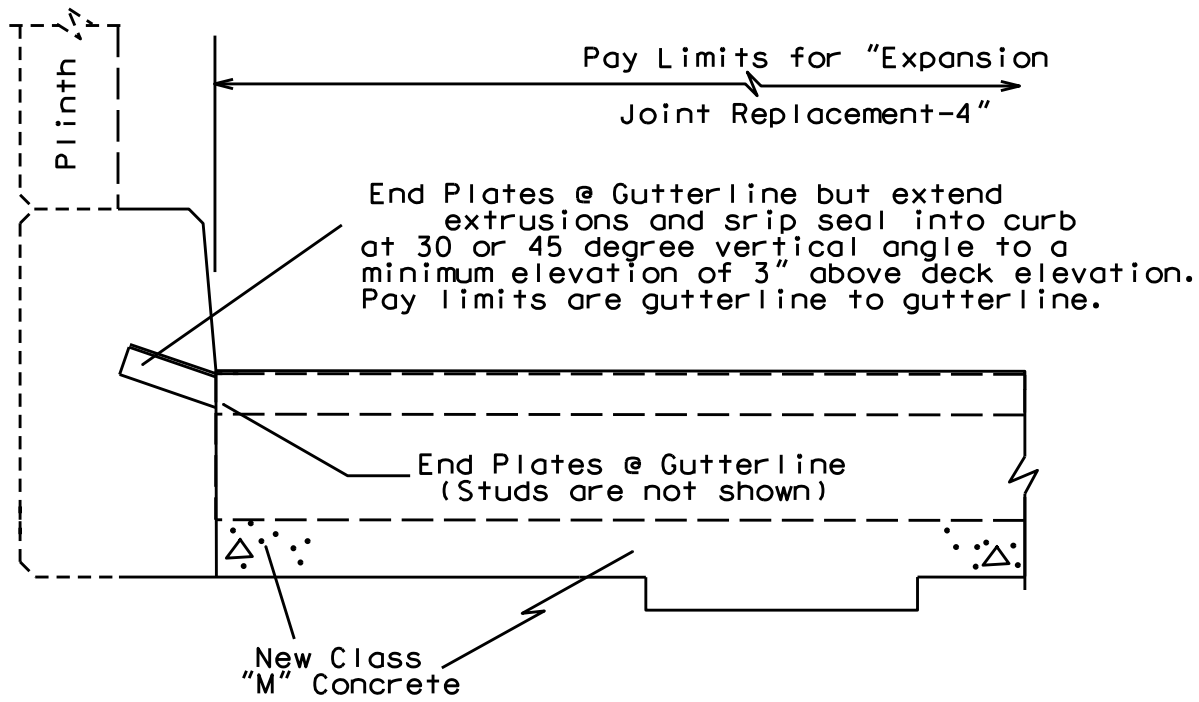 Plinth
Pay Limits for "Expansion
Joint Replacement-4"
End Plates @ Gutterline but extend
extrusions and srip seal into curb
at 30 or 45 degree vertical angle to a
minimum elevation of 3" above deck elevation.
Pay limits are gutterline to gutterline.
End Plates @ Gutterline
(Studs are not shown)
New Class
"M" Concrete